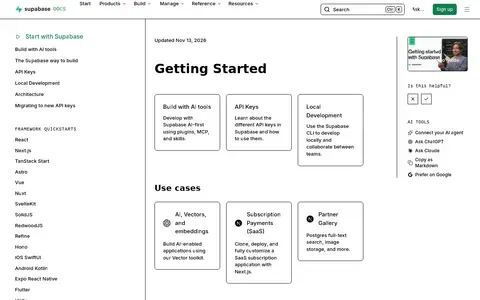 supabase DOCS
Start
Products
Build
Manage
Reference
Resources
Search
Ctrl K
Sign up
Start with Supabase
Build with AI tools
The Supabase way to build
API Keys
Local Development
Architecture
Migrating to new API keys
FRAMEWORK QUICKSTARTS
React
Next.js
TanStack Start
Astro
Vue
Nuxt
SvelteKit
SolidJS
RedwoodJS
Refine
Hono
iOS SwiftUI
Android Kotlin
Expo React Native
Flutter
Updated Nov 13, 2026
Getting Started
Build with AI tools
Develop with
Supabase AI-first
using plugins, MCP,
and skills.
API Keys
Learn about the
different API keys in
Supabase and how
to use them.
Local
Development
Use the Supabase
CLI to develop
locally and
collaborate between
teams.
Use cases
AI, Vectors,
and
embeddings
Build AI-enabled
applications using
our Vector toolkit.
Subscription
Payments
(SaaS)
Clone, deploy, and
fully customize a
SaaS subscription
application with
Next.js.
Partner
Gallery
Postgres full-text
search, image
storage, and more.
Getting started
with Supabase
Is this helpful?
AI TOOLS
Connect your AI agent
Ask ChatGPT
Ask Claude
Copy as
Markdown
Prefer on Google